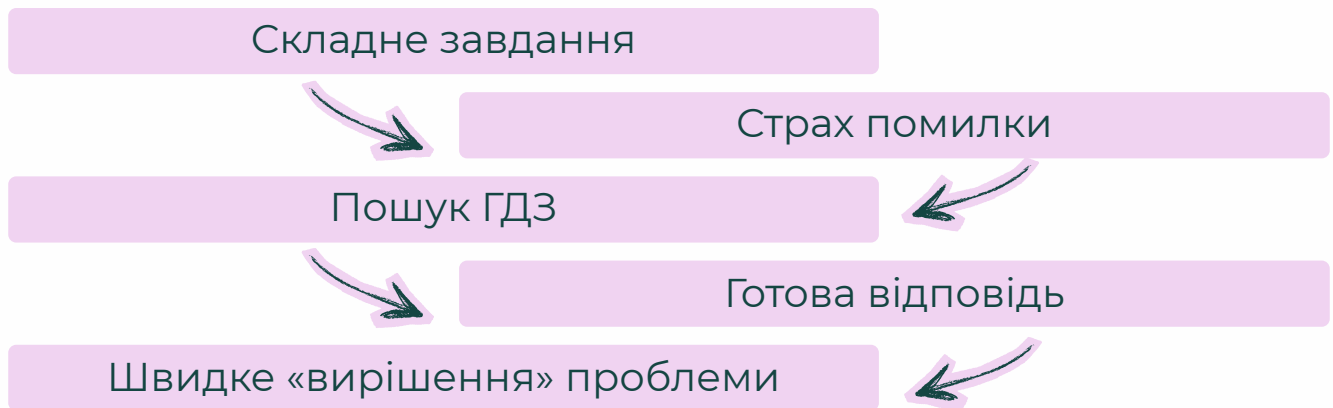 Складне завдання
Страх помилки
Пошук ГДЗ
Готова відповідь
Швидке «вирішення» проблеми